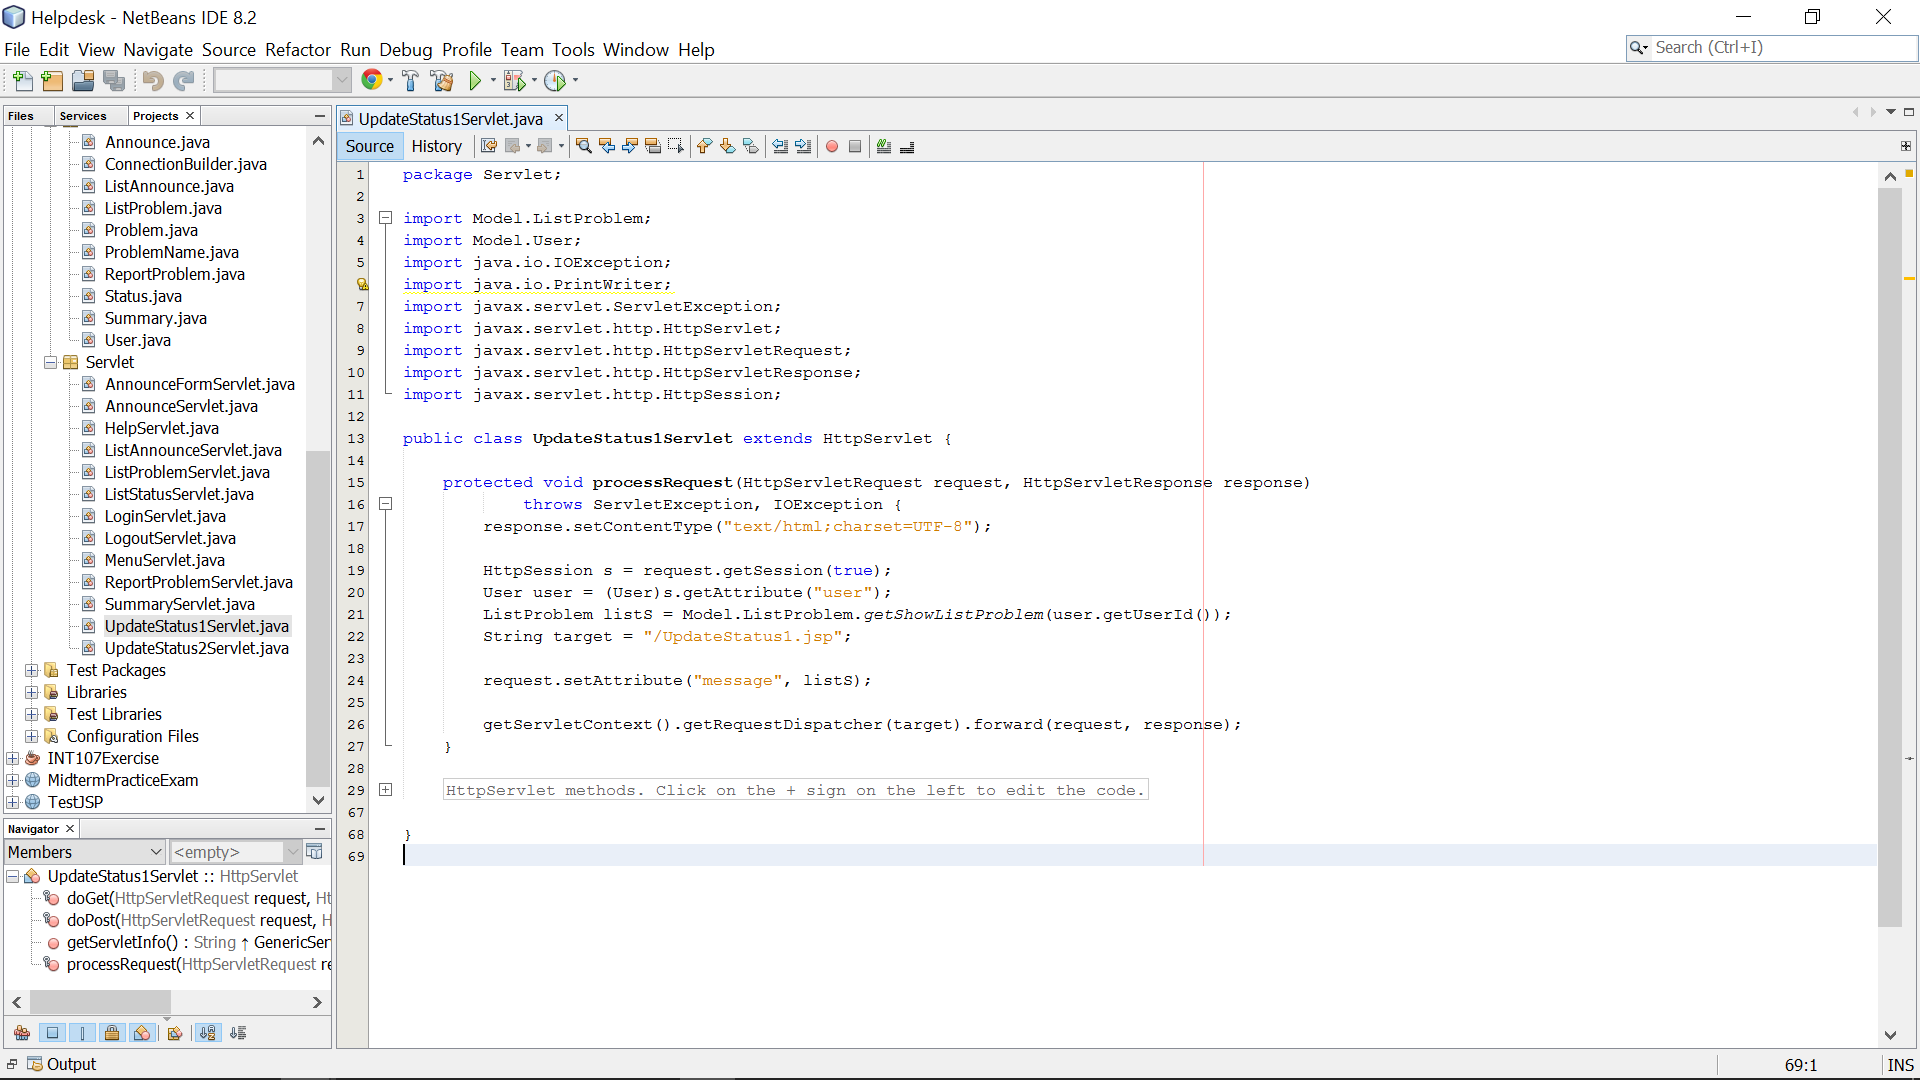 Helpdesk - NetBeans IDE 8.2
File Edit View Navigate Source Refactor Run Debug Profile Team Tools Window Help
Search (Ctrl+I)
Files Services Projects
Announce.java
ConnectionBuilder.java
ListAnnounce.java
ListProblem.java
Problem.java
ProblemName.java
ReportProblem.java
Status.java
Summary.java
User.java
Servlet
AnnounceFormServlet.java
AnnounceServlet.java
HelpServlet.java
ListAnnounceServlet.java
ListProblemServlet.java
ListStatusServlet.java
LoginServlet.java
LogoutServlet.java
MenuServlet.java
ReportProblemServlet.java
SummaryServlet.java
UpdateStatus1Servlet.java
UpdateStatus2Servlet.java
Test Packages
Libraries
Test Libraries
Configuration Files
INT107Exercise
MidtermPracticeExam
TestJSP
Navigator
Members <empty>
UpdateStatus1Servlet :: HttpServlet
doGet(HttpServletRequest request, Ht
doPost(HttpServletRequest request, H
getServletInfo() : String ↑ GenericSer
processRequest(HttpServletRequest re
UpdateStatus1Servlet.java
Source History
1 package Servlet;
2
3 import Model.ListProblem;
4 import Model.User;
5 import java.io.IOException;
import java.io.PrintWriter;
7 import javax.servlet.ServletException;
8 import javax.servlet.http.HttpServlet;
9 import javax.servlet.http.HttpServletRequest;
10 import javax.servlet.http.HttpServletResponse;
11 import javax.servlet.http.HttpSession;
12
13 public class UpdateStatus1Servlet extends HttpServlet {
14
15 protected void processRequest(HttpServletRequest request, HttpServletResponse response)
16 throws ServletException, IOException {
17 response.setContentType("text/html;charset=UTF-8");
18
19 HttpSession s = request.getSession(true);
20 User user = (User)s.getAttribute("user");
21 ListProblem listS = Model.ListProblem.getShowListProblem(user.getUserId());
22 String target = "/UpdateStatus1.jsp";
23
24 request.setAttribute("message", listS);
25
26 getServletContext().getRequestDispatcher(target).forward(request, response);
27 }
28
29 HttpServlet methods. Click on the + sign on the left to edit the code.
67
68 }
69
Output
69:1 INS